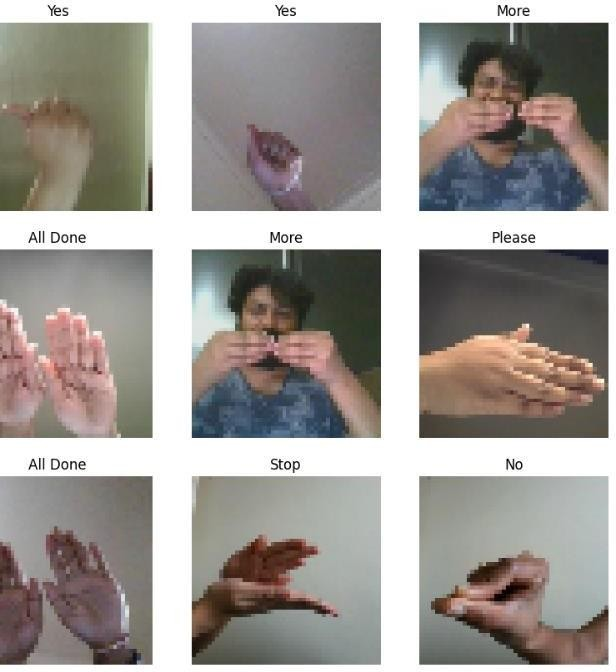 Yes
Yes
More
All Done
More
Please
All Done
Stop
No